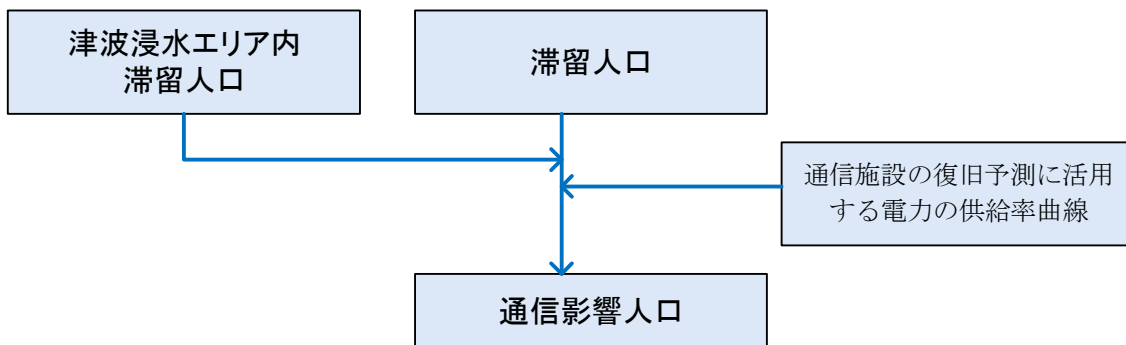 津波浸水エリア内
滞留人口
滞留人口
通信施設の復旧予測に活用
する電力の供給率曲線
通信影響人口